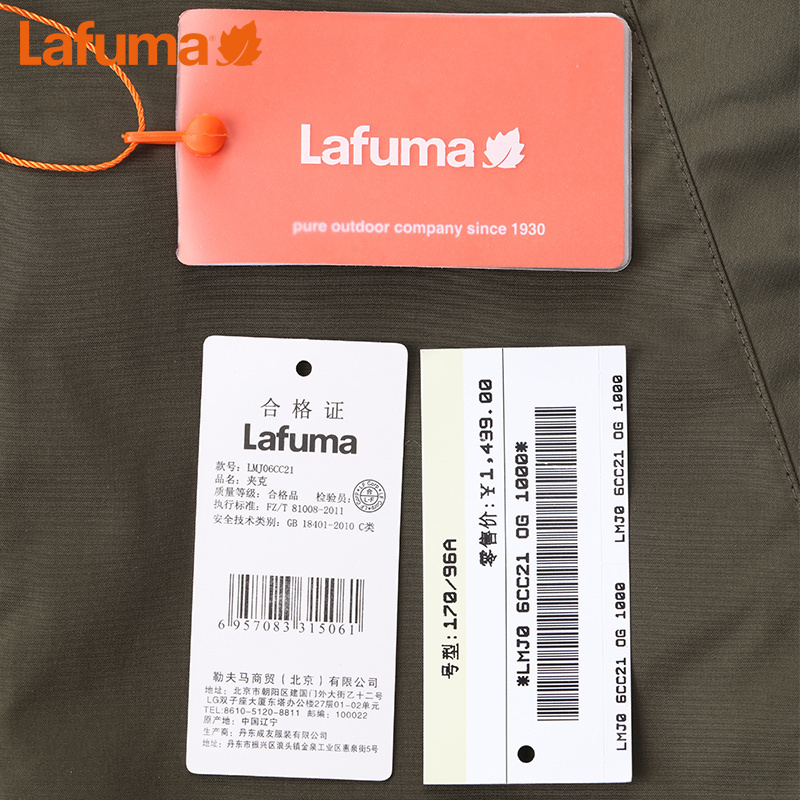 Lafuma
Lafuma
pure outdoor company since 1930
合格证
Lafuma
款号: LMJ06CC21
品名: 夹克
质量等级: 合格品 检验员:
合
L-F
执行标准: FZ/T 81008-2011
安全技术类别: GB 18401-2010 C类
6 957083 315061
勒夫马商贸（北京）有限公司
地址: 北京市朝阳区建国门外大街乙十二号
LG双子座大厦东塔办公楼27层01-02单元
TEL:8610-5120-8811 邮编: 100022
原产地: 中国辽宁
生产商: 丹东成友服装有限公司
地址: 丹东市振兴区浪头镇金泉工业区惠泉街5号
号型:170/96A
零售价:¥1,499.00
*LMJ0 6CC21 OG 1000*
LMJ0 6CC21 OG 1000
LMJ0 6CC21 OG 1000